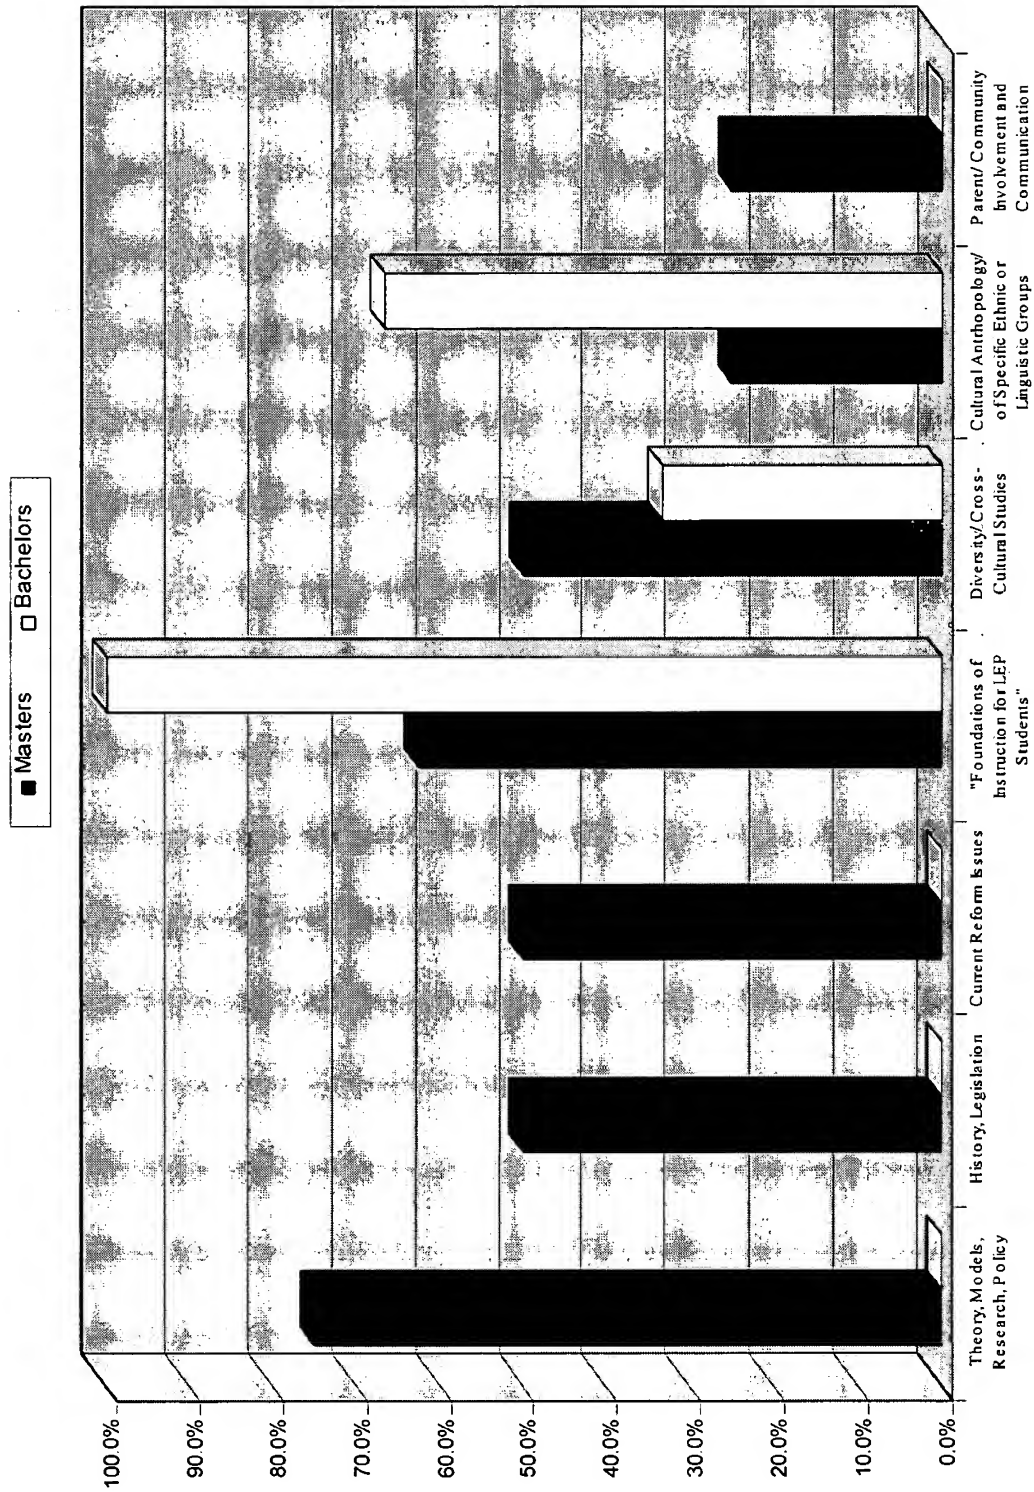 Masters Bachelors
100.0%
90.0%
80.0%
70.0%
60.0%
50.0%
40.0%
30.0%
20.0%
10.0%
0.0%
Theory, Models,
Research, Policy
History, Legislation
Current Reform Issues
"Foundations of
Instruction for LEP
Students"
Diversity/Cross-
Cultural Studies
Cultural Anthropology/
of Specific Ethnic or
Linguistic Groups
Parent/Community
Involvement and
Communication